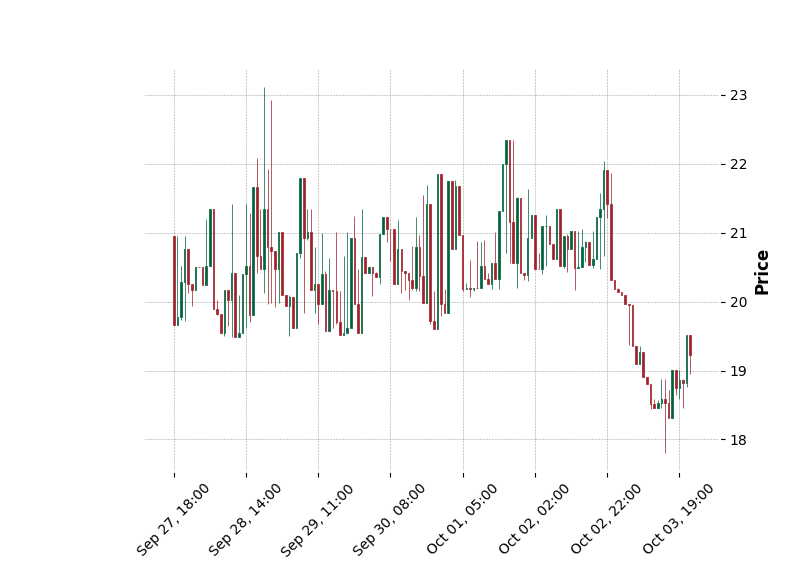 23
22
21
20
19
18
Price
Sep 27, 18:00
Sep 28, 14:00
Sep 29, 11:00
Sep 30, 08:00
Oct 01, 05:00
Oct 02, 02:00
Oct 02, 22:00
Oct 03, 19:00